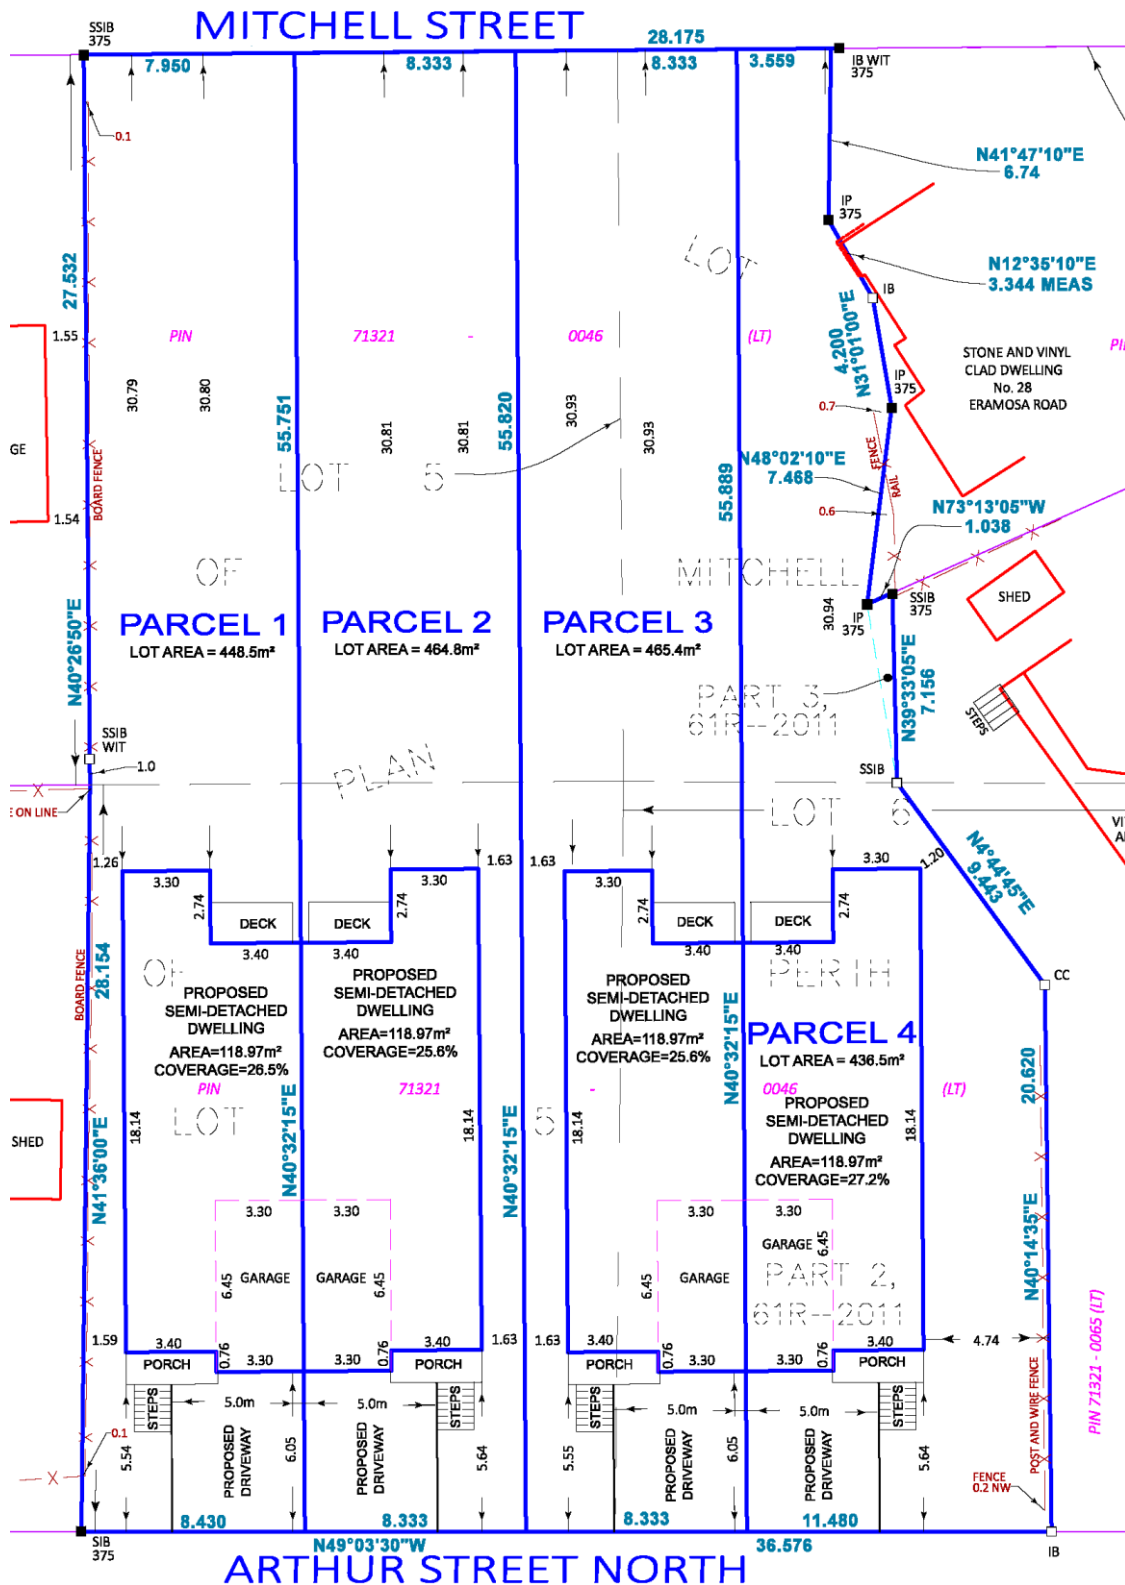 MITCHELL STREET
SSIB
375
28.175
7.950
8.333
8.333
3.559
IB WIT
375
0.1
N41°47'10"E
6.74
IP
375
LOT
N12°35'10"E
3.344 MEAS
IB
27.532
4.200
N31°01'00"E
1.55
PIN 71321 - 0046 (LT)
PI
STONE AND VINYL
CLAD DWELLING
No. 28
ERAMOSA ROAD
IP
375
30.79
30.80
55.751
30.81
30.81
55.820
30.93
30.93
0.7
GE
BOARD FENCE
LOT 5
55.889
N48°02'10"E
7.468
RAIL
FENCE
0.6
N73°13'05"W
1.038
1.54
OF
MITCHELL
SHED
30.94
IP
375
SSIB
375
PARCEL 1
LOT AREA = 448.5m²
PARCEL 2
LOT AREA = 464.8m²
PARCEL 3
LOT AREA = 465.4m²
N40°26'50"E
N39°33'05"E
7.156
PART 3,
61R-2011
STEPS
SSIB
WIT
1.0
PLAN
SSIB
E ON LINE
LOT 6
VI
A
1.26
3.30
3.30
1.63
1.63
3.30
1.20
N4°44'45"E
9.443
2.74
2.74
2.74
2.74
DECK
DECK
DECK
DECK
3.40
3.40
3.40
3.40
BOARD FENCE
28.154
OF
PERTH
CC
PROPOSED
SEMI-DETACHED
DWELLING
AREA=118.97m²
COVERAGE=26.5%
PROPOSED
SEMI-DETACHED
DWELLING
AREA=118.97m²
COVERAGE=25.6%
PROPOSED
SEMI-DETACHED
DWELLING
AREA=118.97m²
COVERAGE=25.6%
N40°32'15"E
PARCEL 4
LOT AREA = 436.5m²
20.620
PIN 71321 - 0046 (LT)
PROPOSED
SEMI-DETACHED
DWELLING
AREA=118.97m²
COVERAGE=27.2%
SHED
LOT 5
18.14
18.14
18.14
18.14
N41°36'00"E
N40°32'15"E
N40°32'15"E
N40°14'35"E
3.30
3.30
3.30
3.30
GARAGE
GARAGE
GARAGE
GARAGE
6.45
6.45
6.45
6.45
PART 2,
61R-2011
PIN 71321 - 0065 (LT)
1.59
3.40
0.76
3.30
3.30
0.76
3.40
1.63
1.63
3.40
0.76
3.30
3.30
0.76
3.40
4.74
PORCH
PORCH
PORCH
PORCH
STEPS
STEPS
STEPS
STEPS
5.0m
5.0m
5.0m
5.0m
0.1
5.54
PROPOSED
DRIVEWAY
6.05
PROPOSED
DRIVEWAY
5.64
5.55
PROPOSED
DRIVEWAY
6.05
PROPOSED
DRIVEWAY
5.64
POST AND WIRE FENCE
FENCE
0.2 NW
8.430
8.333
8.333
11.480
SIB
375
N49°03'30"W
36.576
IB
ARTHUR STREET NORTH